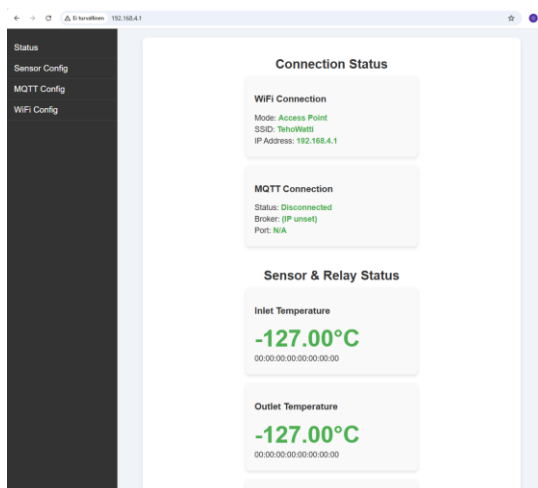 Ei turvallinen 192.168.4.1
Status
Sensor Config
MQTT Config
WiFi Config
Connection Status
WiFi Connection
Mode: Access Point
SSID: TehoWatti
IP Address: 192.168.4.1
MQTT Connection
Status: Disconnected
Broker: (IP unset)
Port: N/A
Sensor & Relay Status
Inlet Temperature
-127.00°C
00:00:00:00:00:00:00:00
Outlet Temperature
-127.00°C
00:00:00:00:00:00:00:00